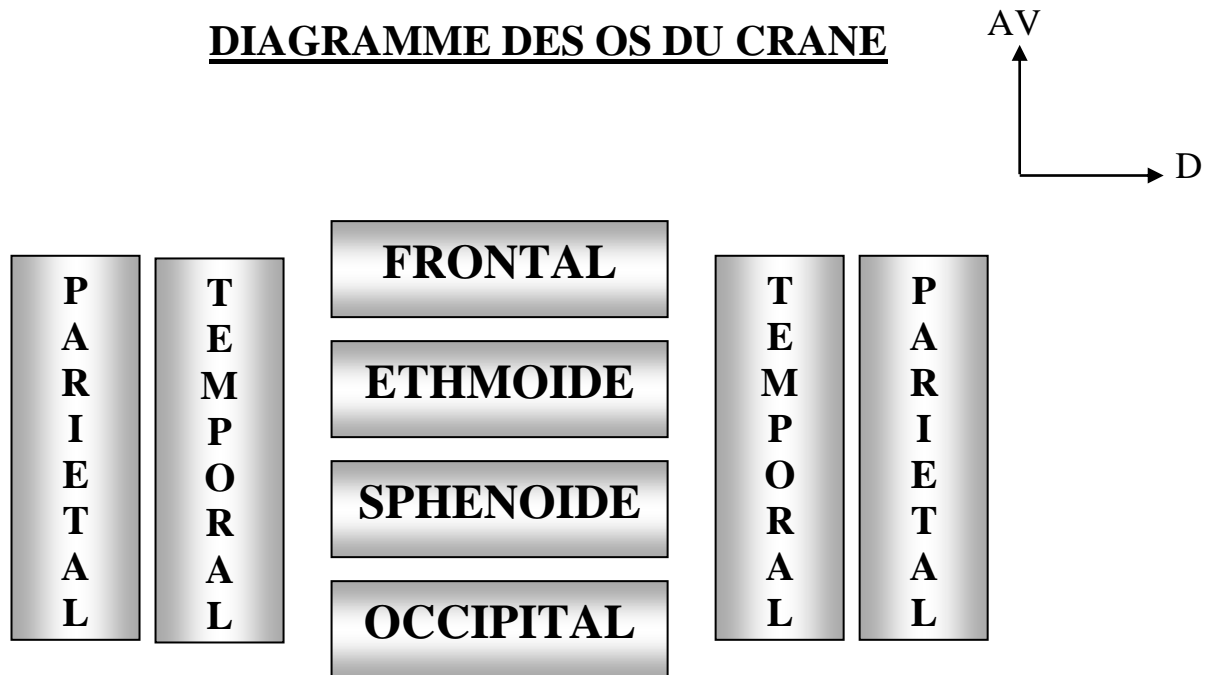 DIAGRAMME DES OS DU CRANE
AV
D
PARIETAL
TEMPORAL
FRONTAL
ETHMOIDE
SPHENOIDE
OCCIPITAL
TEMPORAL
PARIETAL